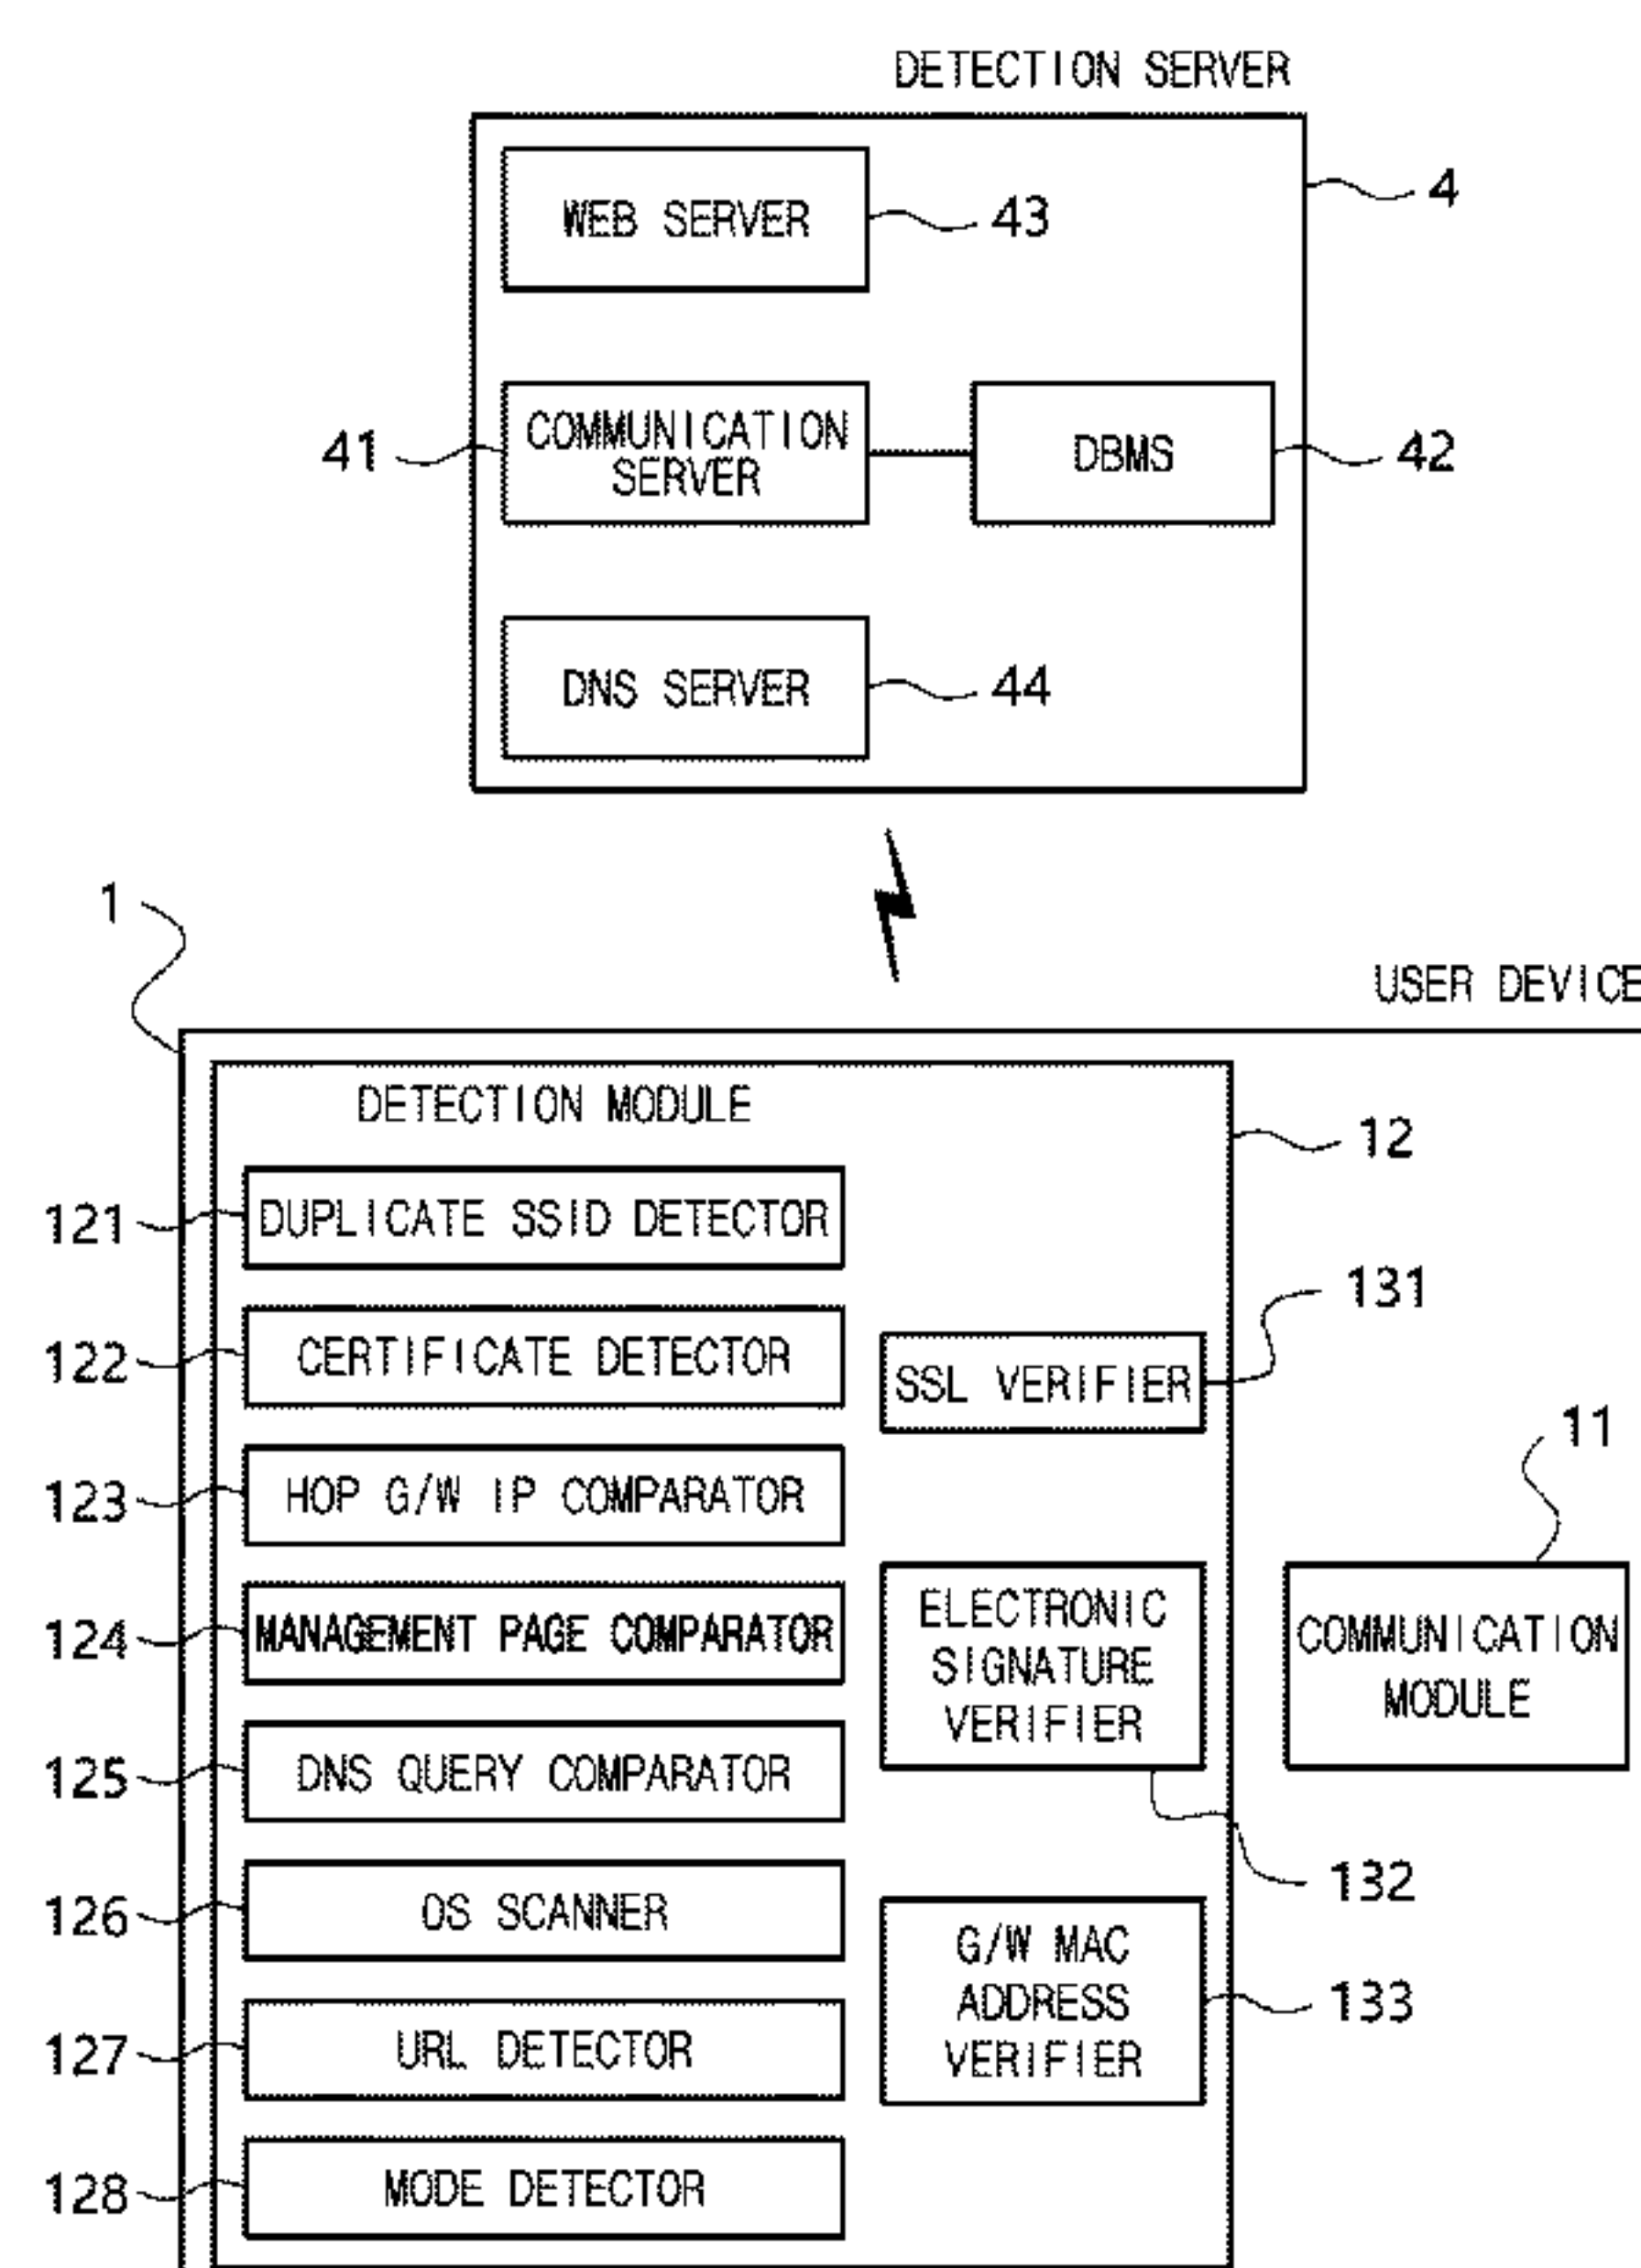 DETECTION SERVER
4
WEB SERVER
43
41
COMMUNICATION
SERVER
DBMS
42
DNS SERVER
44
1
USER DEVICE
DETECTION MODULE
12
121
DUPLICATE SSID DETECTOR
131
122
CERTIFICATE DETECTOR
SSL VERIFIER
11
123
HOP G/W IP COMPARATOR
124
MANAGEMENT PAGE COMPARATOR
ELECTRONIC
SIGNATURE
VERIFIER
COMMUNICATION
MODULE
125
DNS QUERY COMPARATOR
132
126
OS SCANNER
G/W MAC
ADDRESS
VERIFIER
133
127
URL DETECTOR
128
MODE DETECTOR